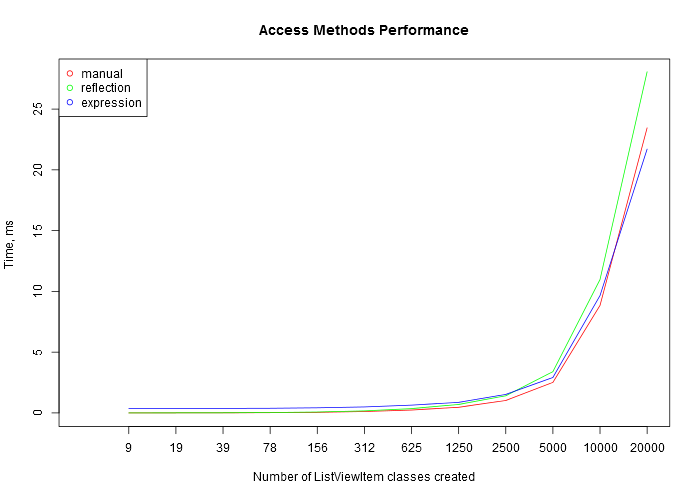 Access Methods Performance
manual
reflection
expression
25
20
15
10
5
0
Time, ms
9 19 39 78 156 312 625 1250 2500 5000 10000 20000
Number of ListViewItem classes created